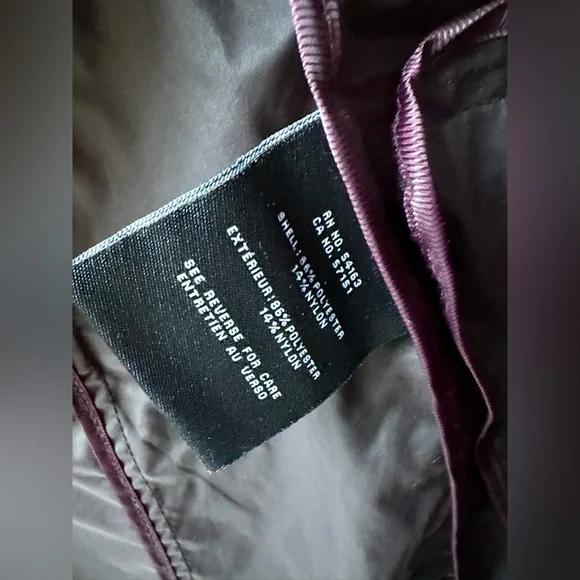 RN NO. 54163
CA NO. 57151
SHELL: 86% POLYESTER
14% NYLON
EXTÉRIEUR: 86% POLYESTER
14% NYLON
SEE REVERSE FOR CARE
ENTRETIEN AU VERSO